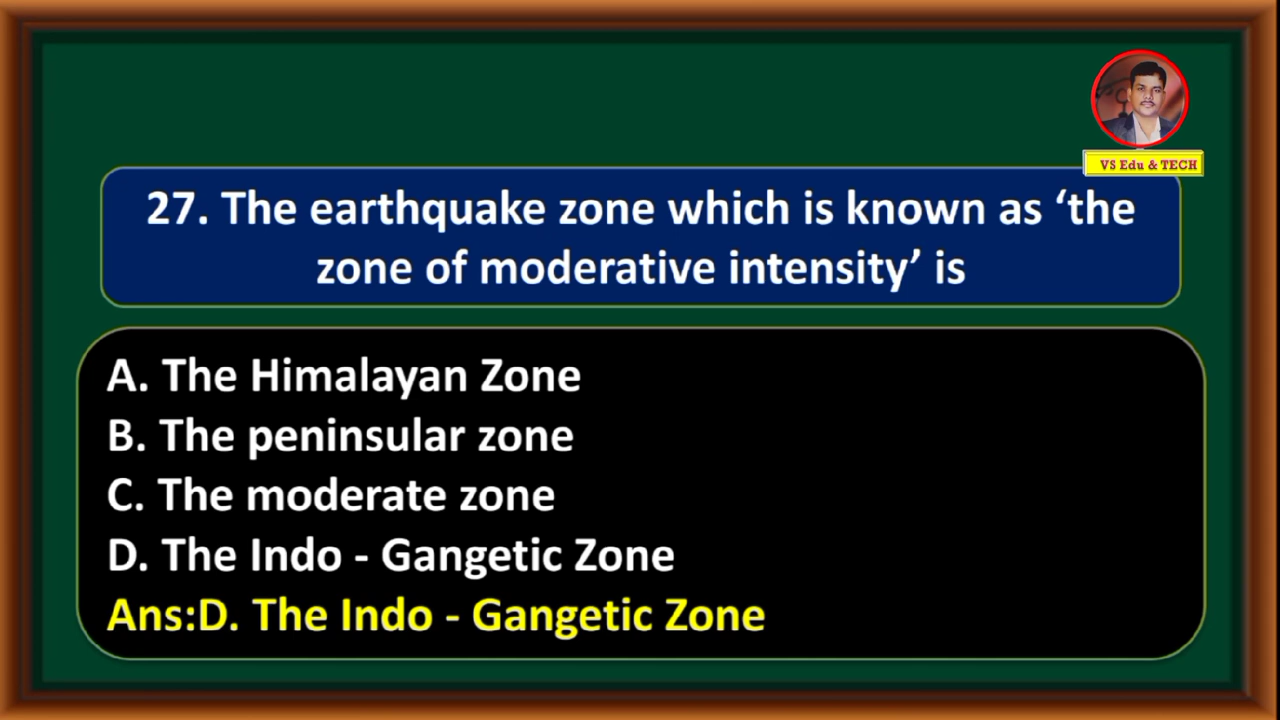 VS Edu & TECH
27. The earthquake zone which is known as ‘the
zone of moderative intensity’ is
A. The Himalayan Zone
B. The peninsular zone
C. The moderate zone
D. The Indo - Gangetic Zone
Ans:D. The Indo - Gangetic Zone